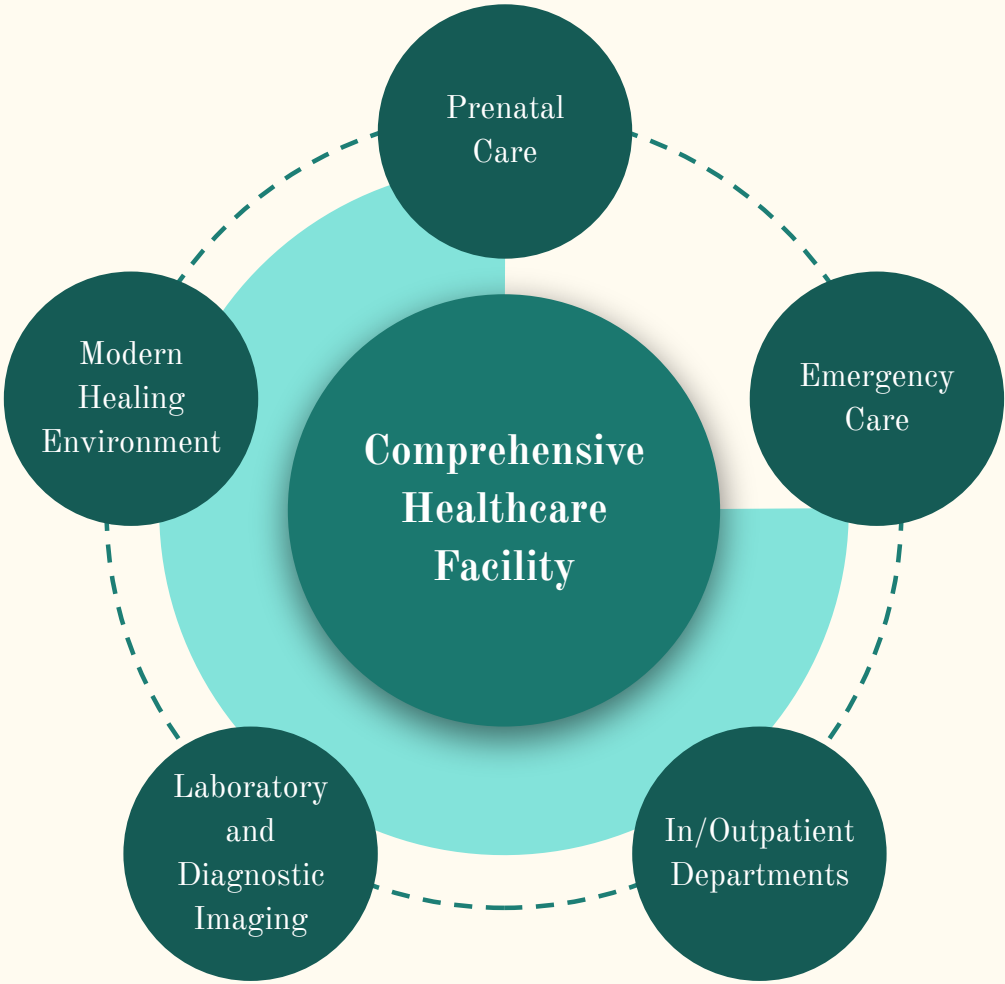 Prenatal
Care
Modern
Healing
Environment
Emergency
Care
Comprehensive
Healthcare
Facility
Laboratory
and
Diagnostic
Imaging
In/Outpatient
Departments